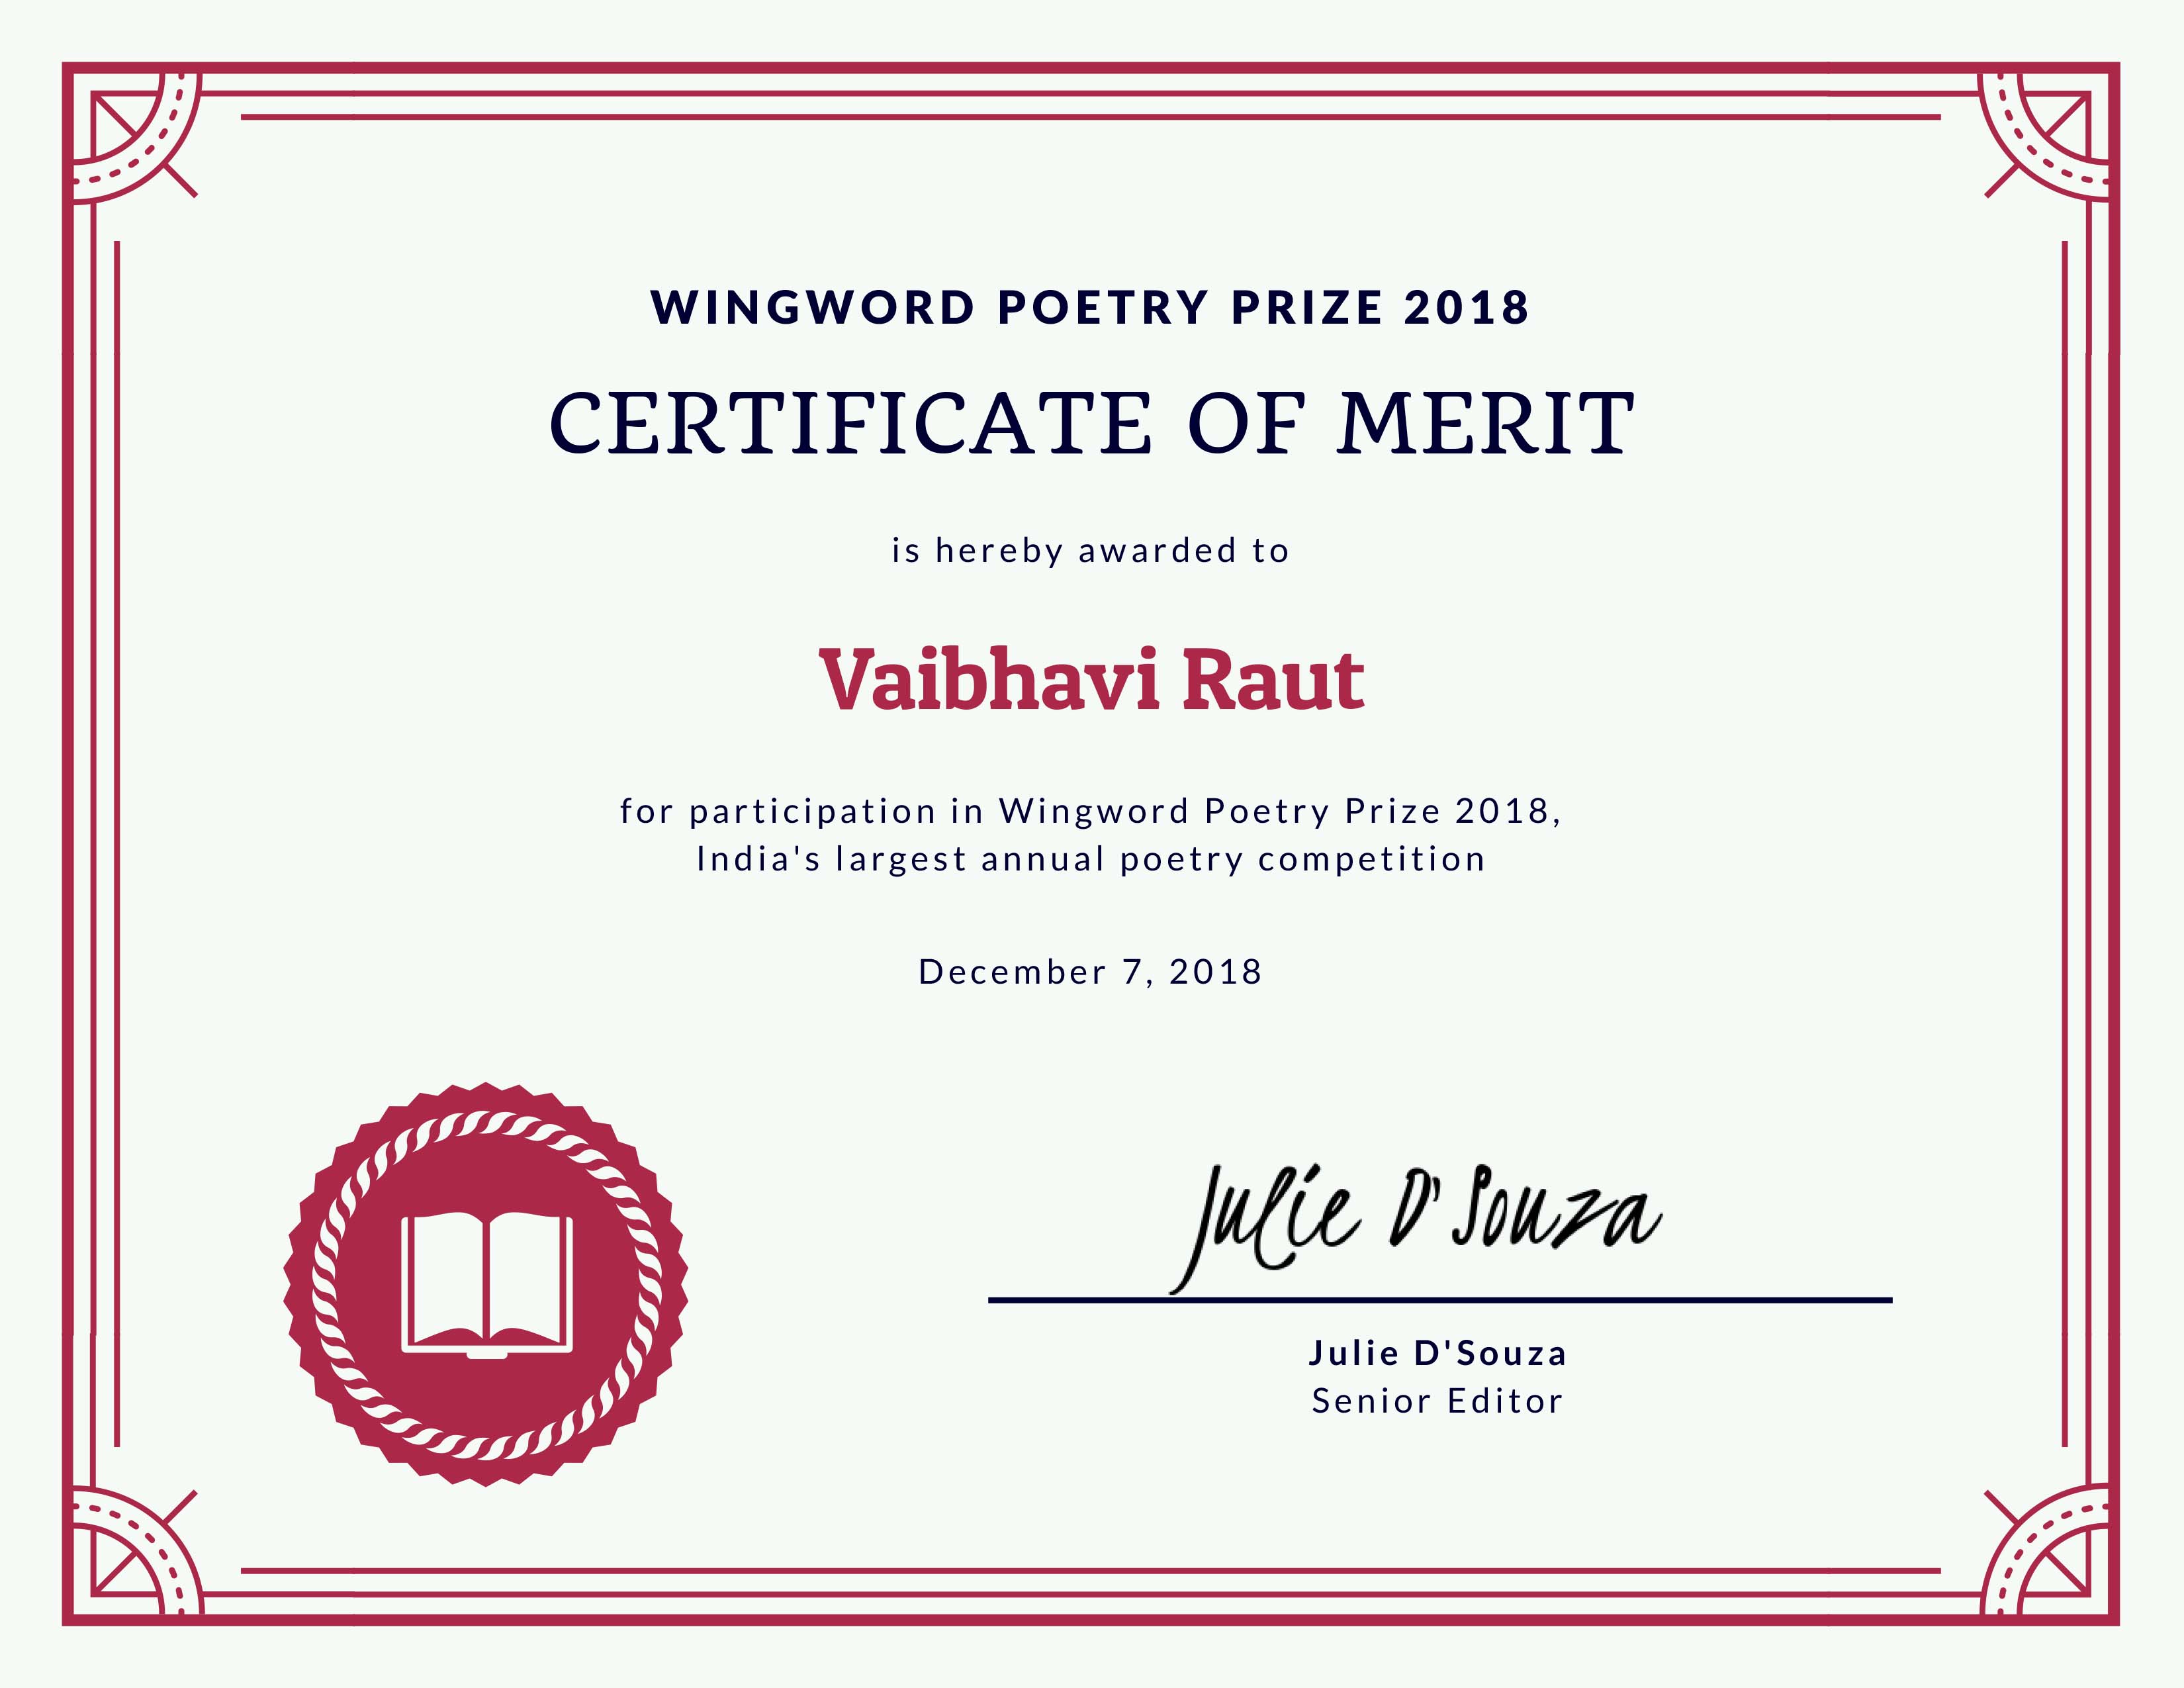 WINGWORD POETRY PRIZE 2018
CERTIFICATE OF MERIT
is hereby awarded to
Vaibhavi Raut
for participation in Wingword Poetry Prize 2018,
India's largest annual poetry competition
December 7, 2018
Julie D'Souza
Julie D'Souza
Senior Editor